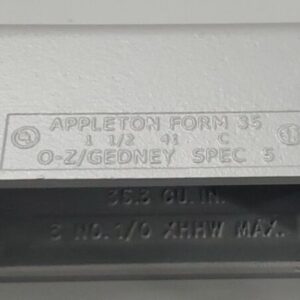 APPLETON FORM 35
1 1/2 41 C
O-Z/GEDNEY SPEC 5
35.3 CU. IN.
3 NO. 1/0 XHHW MAX.